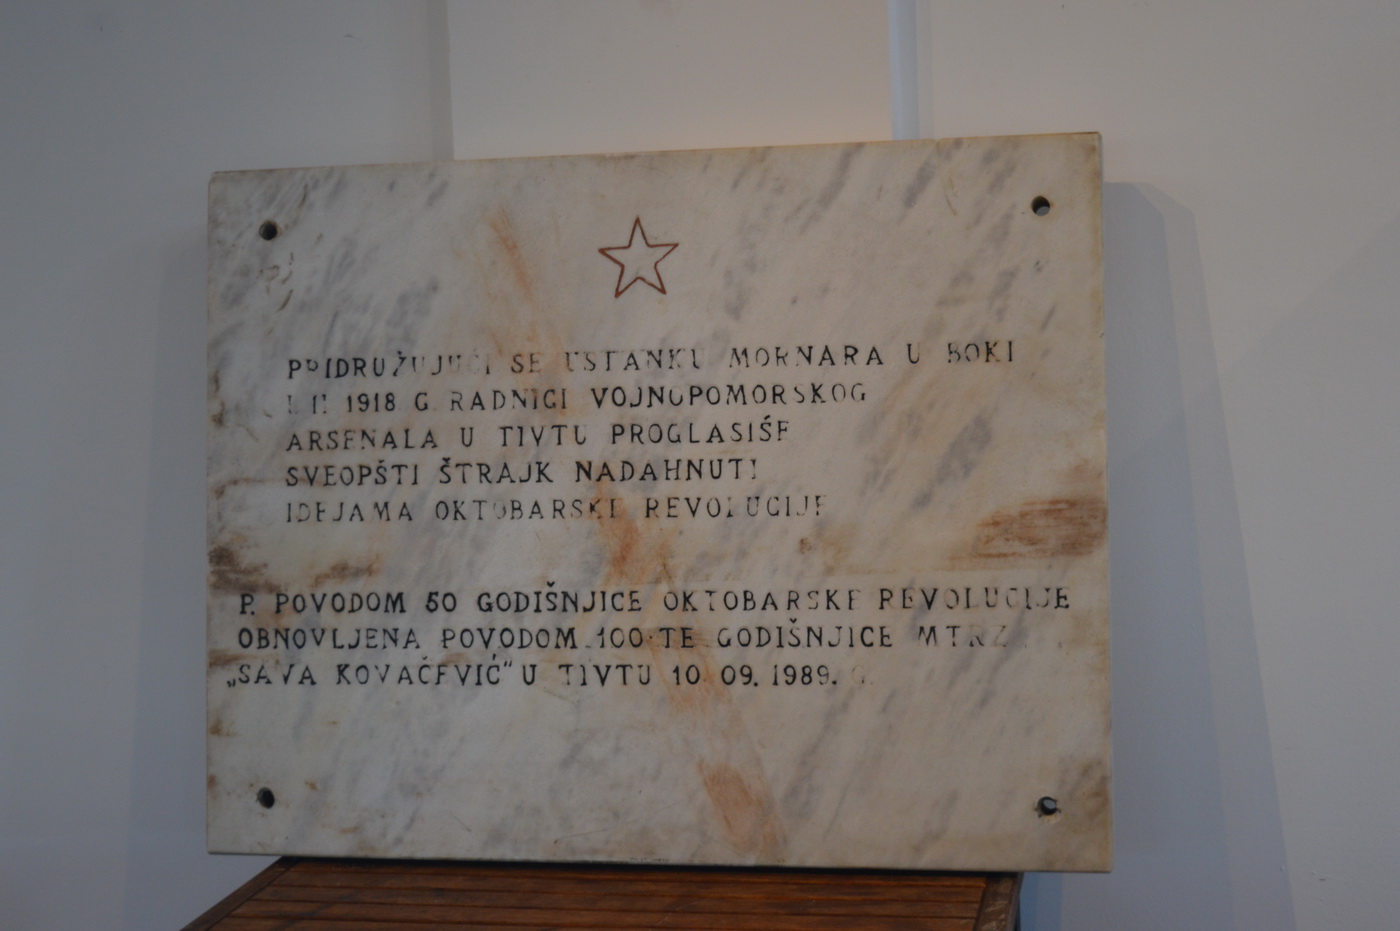 PRIDRUŽUJUĆI SE USTANKU MORNARA U BOKI
1. II 1918 G. RADNICI VOJNOPOMORSKOG
ARSENALA U TIVTU PROGLASIŠE
SVEOPŠTI ŠTRAJK NADAHNUTI
IDEJAMA OKTOBARSKE REVOLUCIJE
P. POVODOM 50 GODIŠNJICE OKTOBARSKE REVOLUCIJE
OBNOVLJENA POVODOM 100-TE GODIŠNJICE MTRZ
„SAVA KOVAČEVIĆ" U TIVTU 10 09. 1989. G.